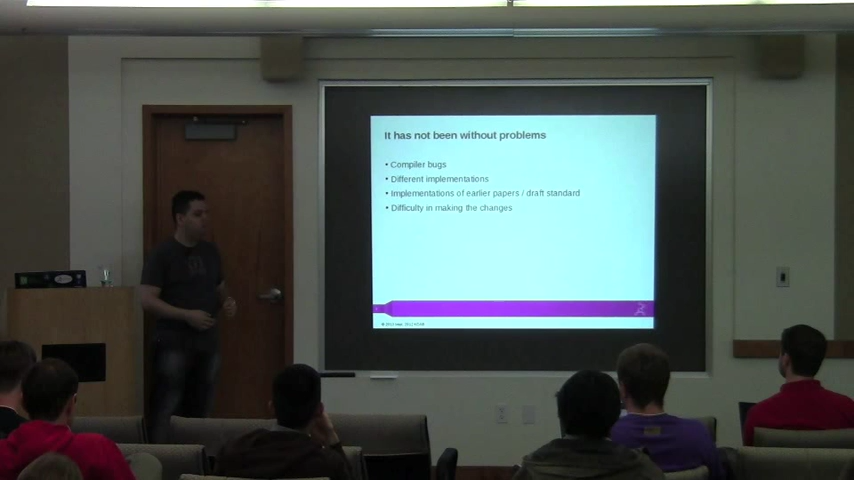 It has not been without problems
• Compiler bugs
• Different implementations
• Implementations of earlier papers / draft standard
• Difficulty in making the changes